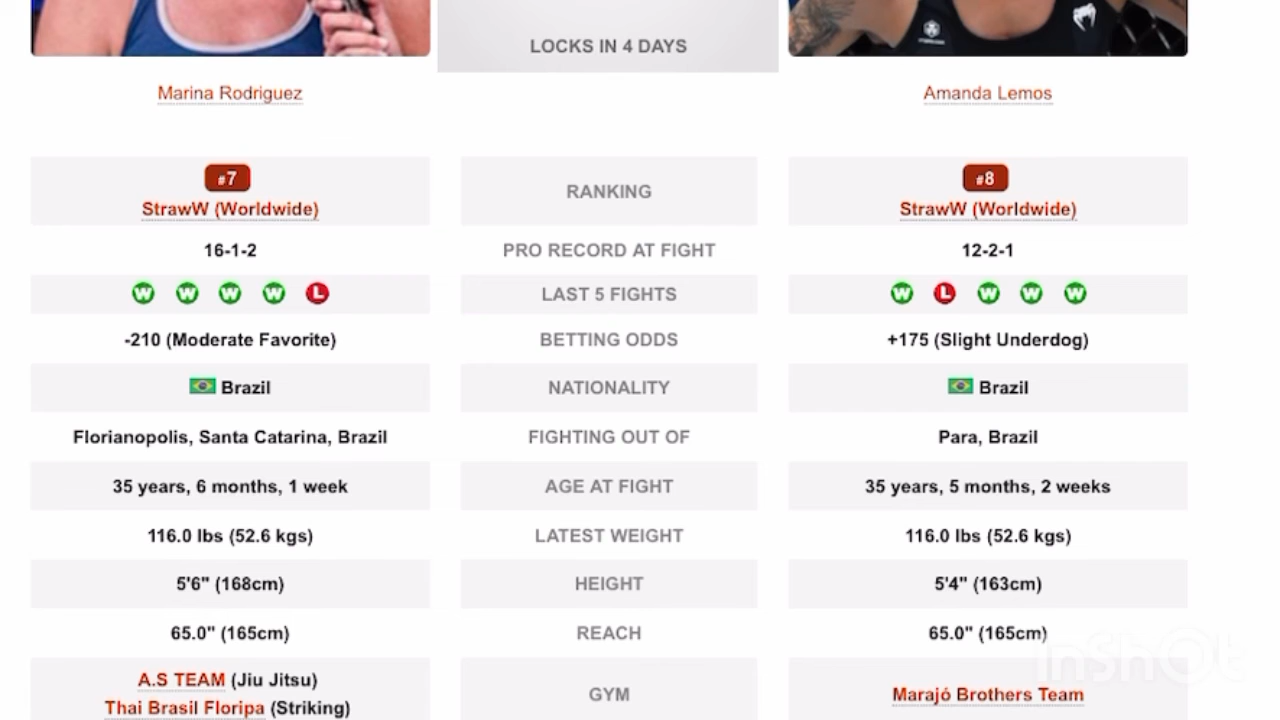 LOCKS IN 4 DAYS
Marina Rodriguez
Amanda Lemos
#7
StrawW (Worldwide)
RANKING
#8
StrawW (Worldwide)
16-1-2
PRO RECORD AT FIGHT
12-2-1
W W W W L
LAST 5 FIGHTS
W L W W W
-210 (Moderate Favorite)
BETTING ODDS
+175 (Slight Underdog)
Brazil
NATIONALITY
Brazil
Florianopolis, Santa Catarina, Brazil
FIGHTING OUT OF
Para, Brazil
35 years, 6 months, 1 week
AGE AT FIGHT
35 years, 5 months, 2 weeks
116.0 lbs (52.6 kgs)
LATEST WEIGHT
116.0 lbs (52.6 kgs)
5'6" (168cm)
HEIGHT
5'4" (163cm)
65.0" (165cm)
REACH
65.0" (165cm)
InShOt
A.S TEAM (Jiu Jitsu)
Thai Brasil Floripa (Striking)
GYM
Marajó Brothers Team